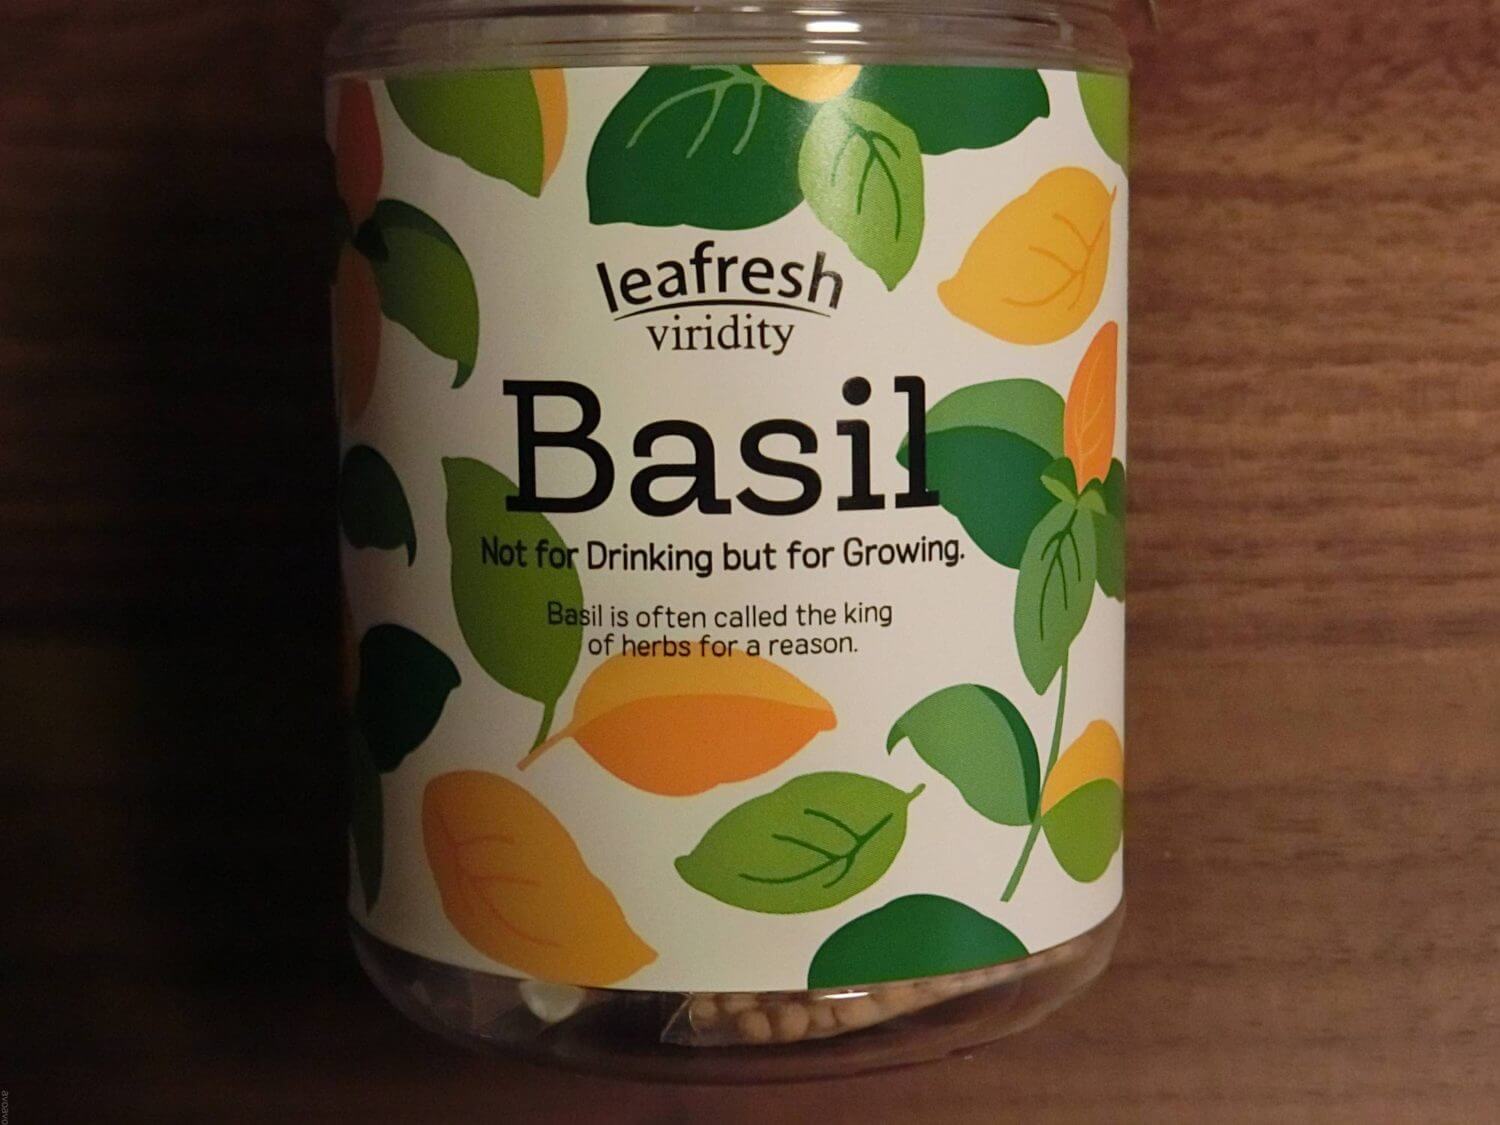 leafresh
viridity
Basil
Not for Drinking but for Growing.
Basil is often called the king
of herbs for a reason.